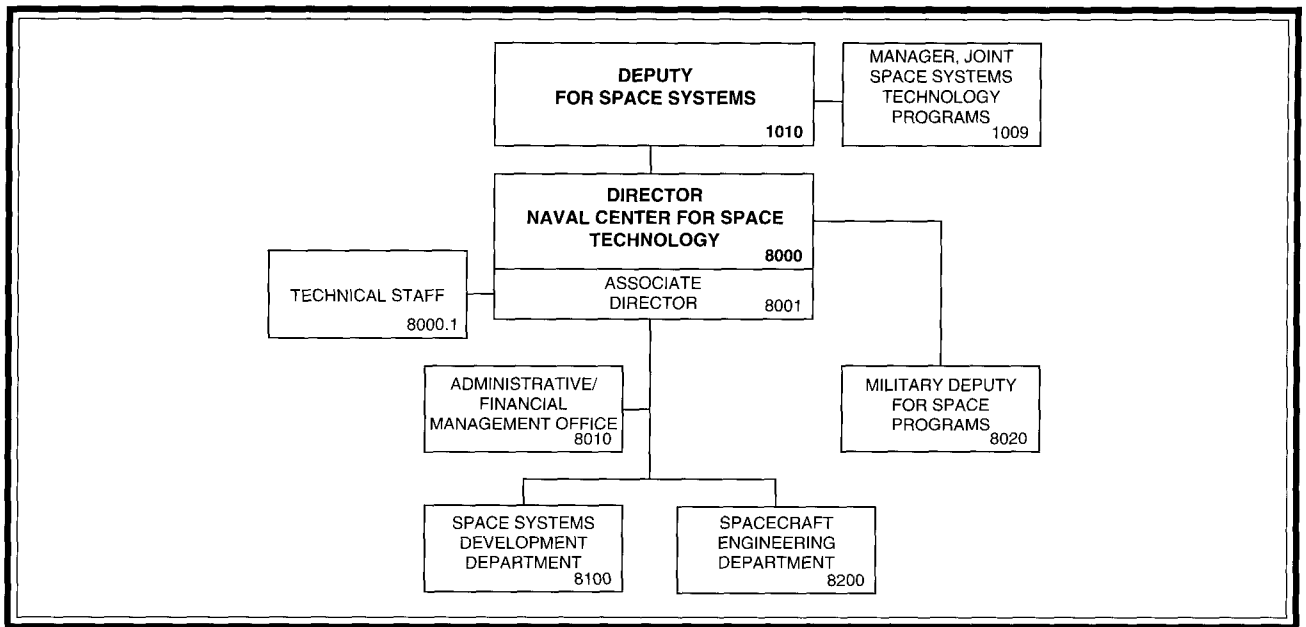 DEPUTY
FOR SPACE SYSTEMS
1010
MANAGER, JOINT
SPACE SYSTEMS
TECHNOLOGY
PROGRAMS
1009
DIRECTOR
NAVAL CENTER FOR SPACE
TECHNOLOGY
8000
ASSOCIATE
DIRECTOR
8001
TECHNICAL STAFF
8000.1
ADMINISTRATIVE/
FINANCIAL
MANAGEMENT OFFICE
8010
MILITARY DEPUTY
FOR SPACE
PROGRAMS
8020
SPACE SYSTEMS
DEVELOPMENT
DEPARTMENT
8100
SPACECRAFT
ENGINEERING
DEPARTMENT
8200